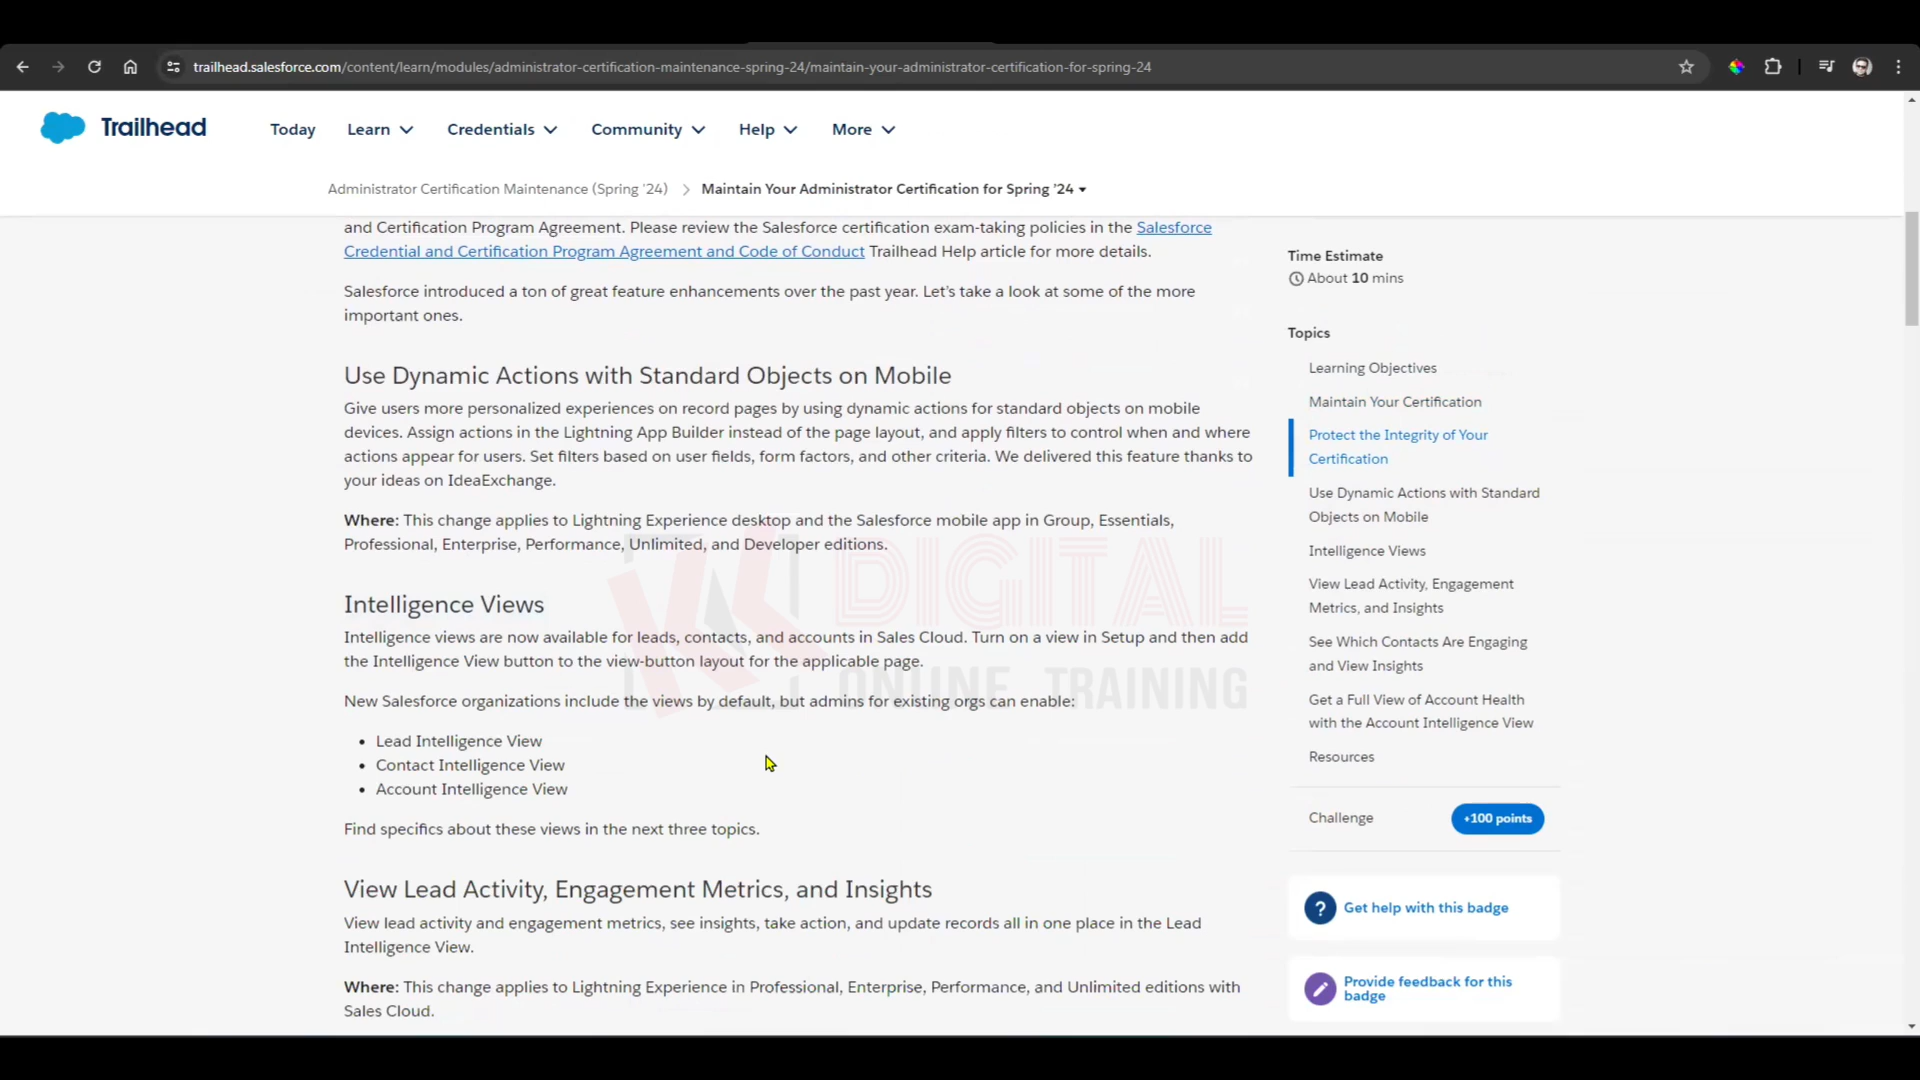 trailhead.salesforce.com/content/learn/modules/administrator-certification-maintenance-spring-24/maintain-your-administrator-certification-for-spring-24
Trailhead
Today Learn Credentials Community Help More
Administrator Certification Maintenance (Spring '24) > Maintain Your Administrator Certification for Spring '24
and Certification Program Agreement. Please review the Salesforce certification exam-taking policies in the Salesforce
Credential and Certification Program Agreement and Code of Conduct Trailhead Help article for more details.
Salesforce introduced a ton of great feature enhancements over the past year. Let's take a look at some of the more
important ones.
Use Dynamic Actions with Standard Objects on Mobile
Give users more personalized experiences on record pages by using dynamic actions for standard objects on mobile
devices. Assign actions in the Lightning App Builder instead of the page layout, and apply filters to control when and where
actions appear for users. Set filters based on user fields, form factors, and other criteria. We delivered this feature thanks to
your ideas on IdeaExchange.
Where: This change applies to Lightning Experience desktop and the Salesforce mobile app in Group, Essentials,
Professional, Enterprise, Performance, Unlimited, and Developer editions.
Intelligence Views
Intelligence views are now available for leads, contacts, and accounts in Sales Cloud. Turn on a view in Setup and then add
the Intelligence View button to the view-button layout for the applicable page.
New Salesforce organizations include the views by default, but admins for existing orgs can enable:
• Lead Intelligence View
• Contact Intelligence View
• Account Intelligence View
Find specifics about these views in the next three topics.
View Lead Activity, Engagement Metrics, and Insights
View lead activity and engagement metrics, see insights, take action, and update records all in one place in the Lead
Intelligence View.
Where: This change applies to Lightning Experience in Professional, Enterprise, Performance, and Unlimited editions with
Sales Cloud.
KK DIGITAL
ONLINE TRAINING
Time Estimate
About 10 mins
Topics
Learning Objectives
Maintain Your Certification
Protect the Integrity of Your
Certification
Use Dynamic Actions with Standard
Objects on Mobile
Intelligence Views
View Lead Activity, Engagement
Metrics, and Insights
See Which Contacts Are Engaging
and View Insights
Get a Full View of Account Health
with the Account Intelligence View
Resources
Challenge +100 points
? Get help with this badge
Provide feedback for this
badge